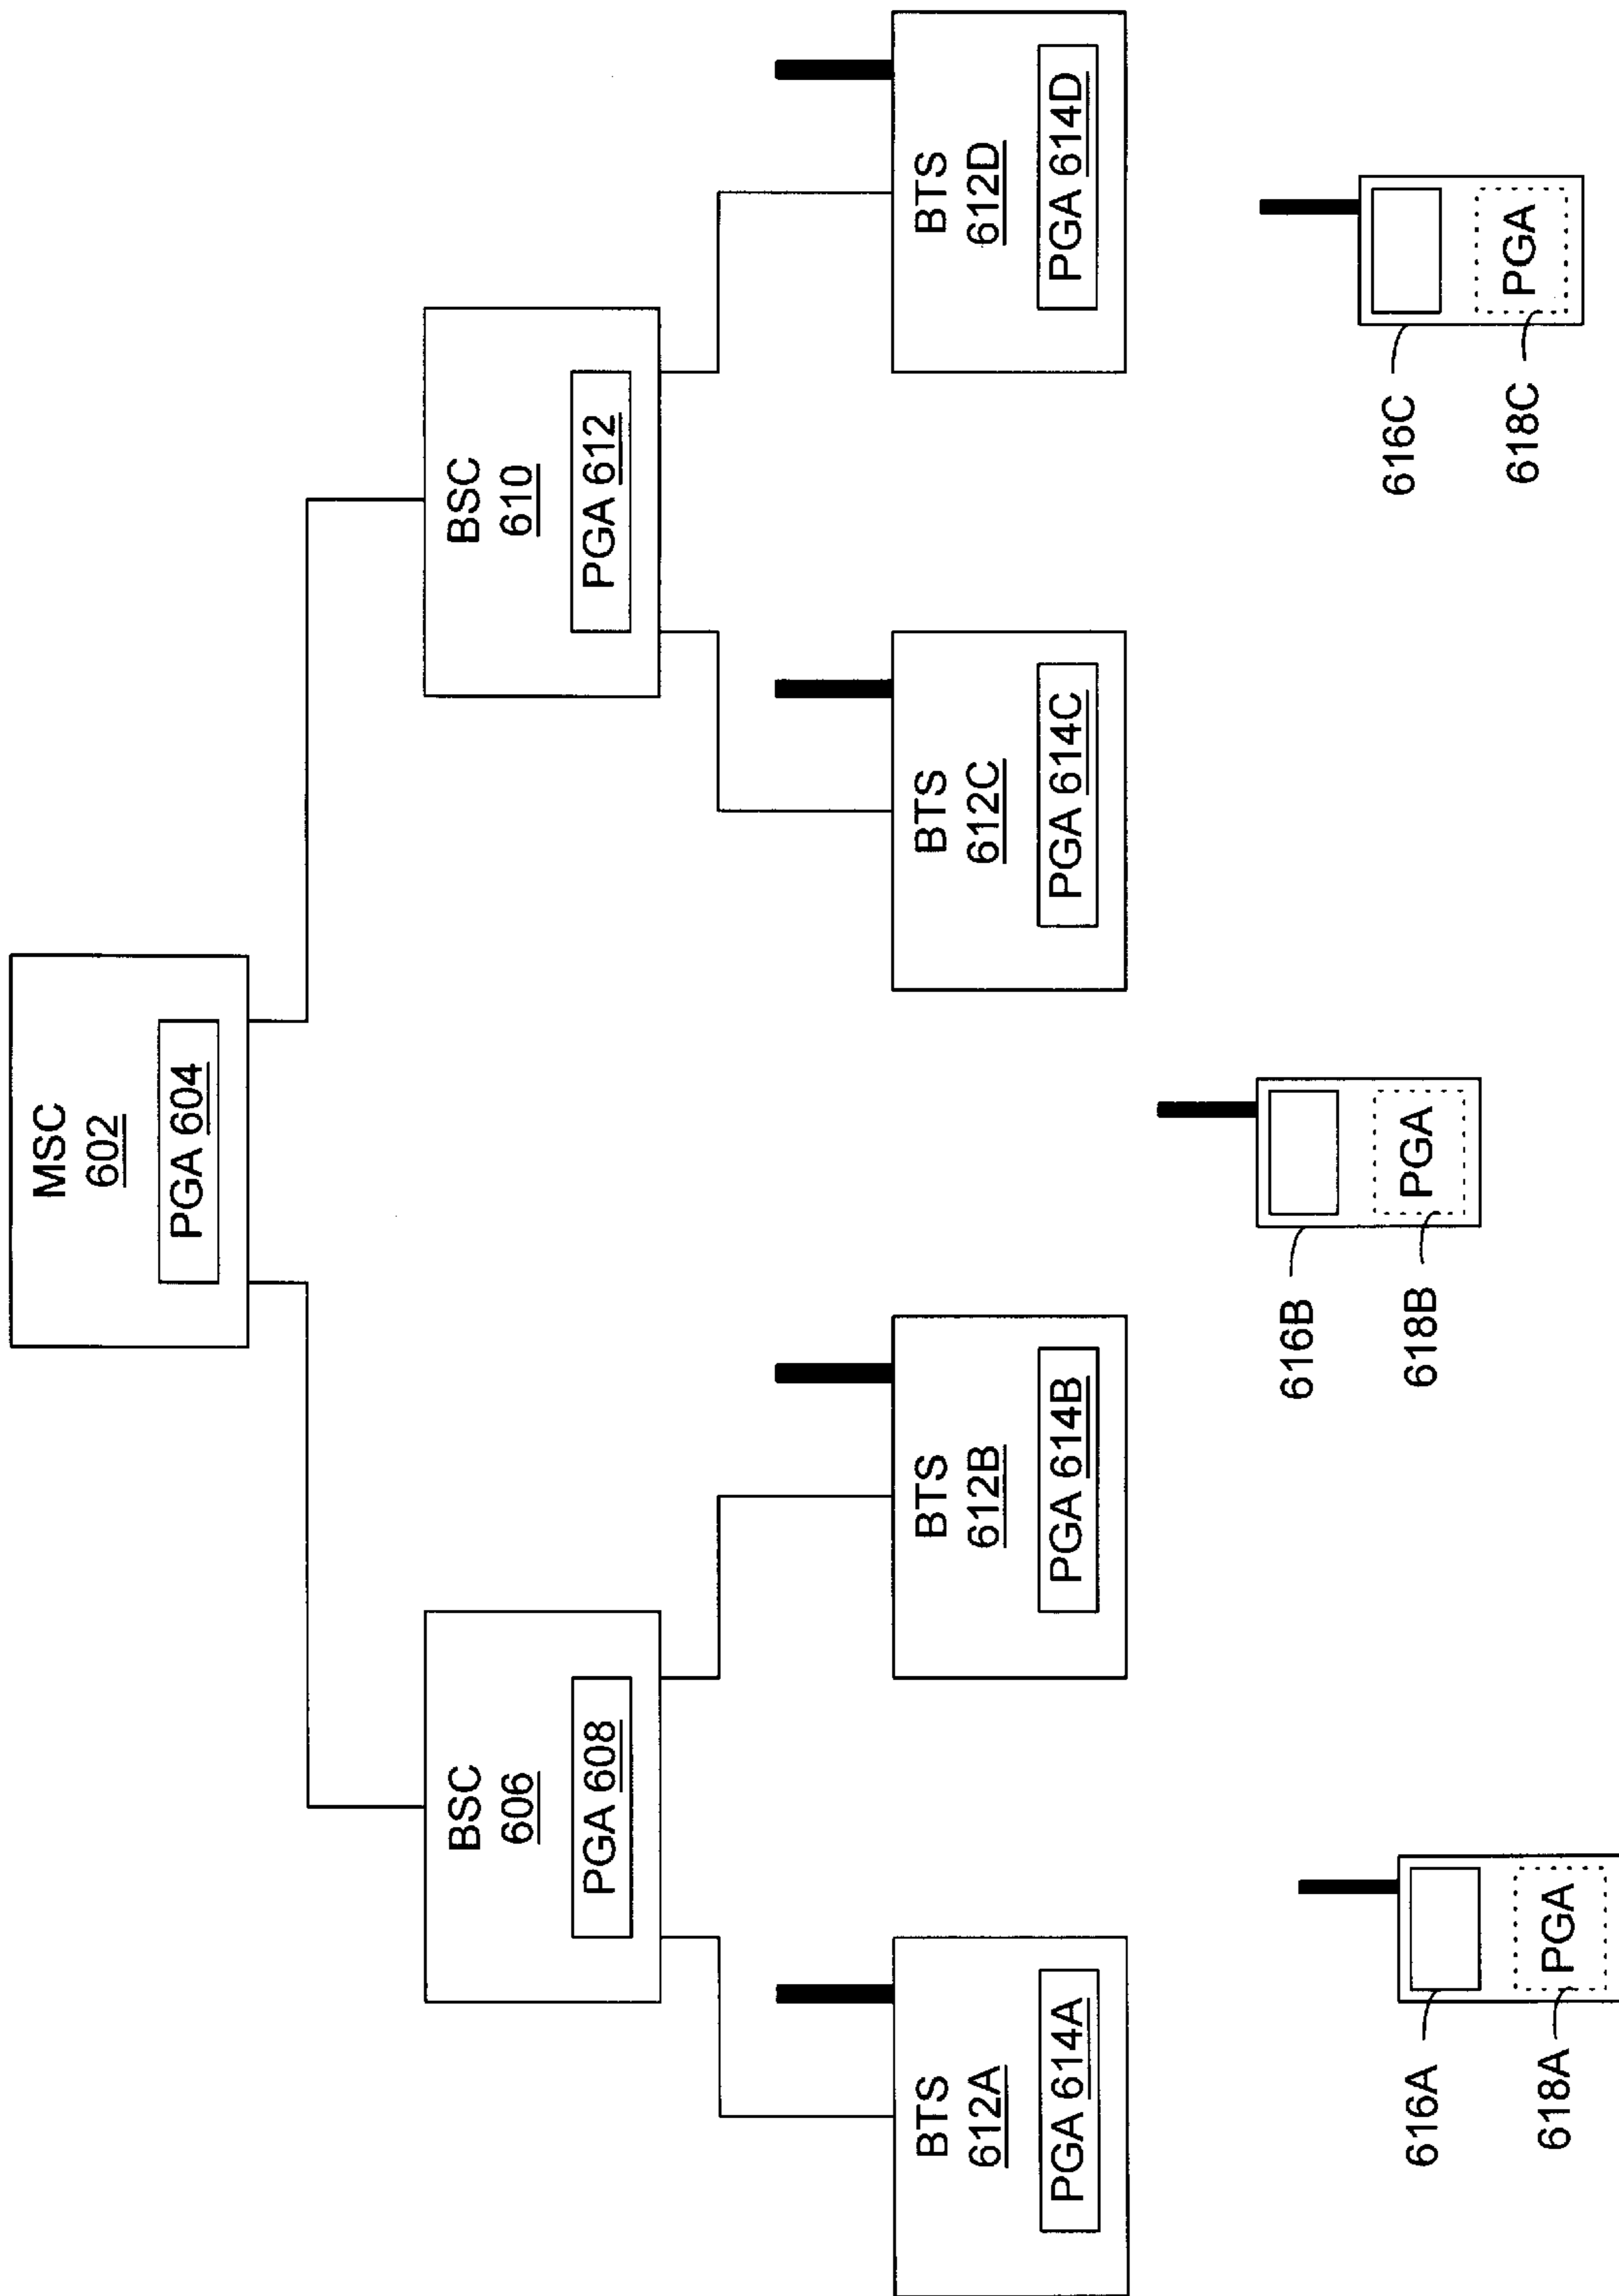 MSC
602
PGA 604
BSC
606
PGA 608
BSC
610
PGA 612
BTS
612A
PGA 614A
BTS
612B
PGA 614B
BTS
612C
PGA 614C
BTS
612D
PGA 614D
616A
618A
PGA
616B
618B
PGA
616C
618C
PGA